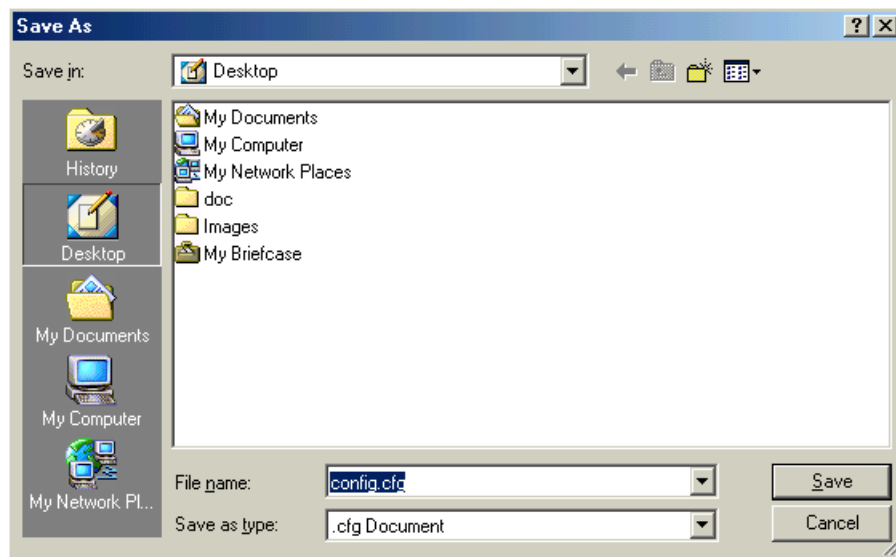 Save As
Save in:
Desktop
History
Desktop
My Documents
My Computer
My Network Pl...
My Documents
My Computer
My Network Places
doc
Images
My Briefcase
File name:
config.cfg
Save
Save as type:
.cfg Document
Cancel